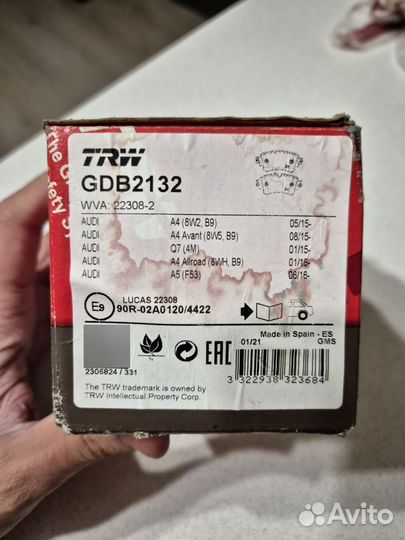 TRW
GDB2132
WVA: 22308-2
AUDI A4 (8W2, B9) 05/15-
AUDI A4 Avant (8W5, B9) 08/15-
AUDI Q7 (4M) 01/15-
AUDI A4 Allroad (8WH, B9) 01/16-
AUDI A5 (F53) 06/16-
LUCAS 22308
E9 90R-02A0120/4422
Made in Spain - ES
01/21 GMS
EAC
N
2306824 / 331
3 322938 323684
The TRW trademark is owned by
TRW Intellectual Property Corp.
Avito